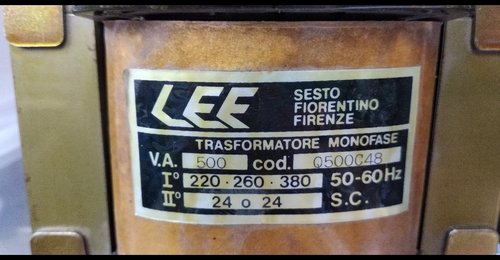 LEE
SESTO
FIORENTINO
FIRENZE
TRASFORMATORE MONOFASE
V.A. 500 cod. Q500C48
I° 220·260·380 50-60Hz
II° 24 o 24 S.C.